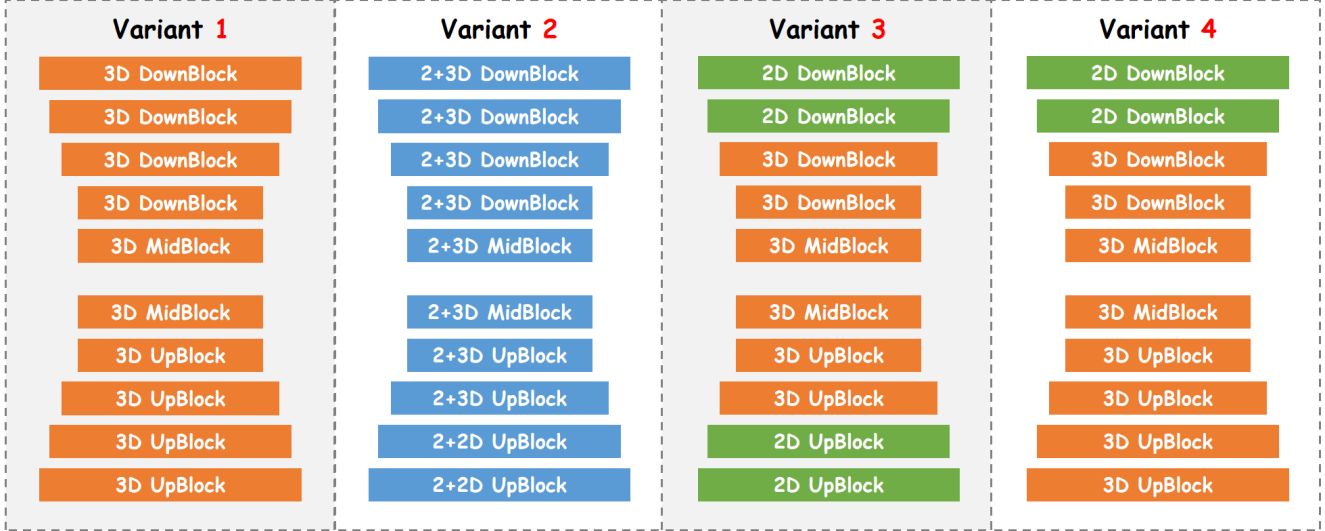 Variant 1
3D DownBlock
3D DownBlock
3D DownBlock
3D DownBlock
3D MidBlock
3D MidBlock
3D UpBlock
3D UpBlock
3D UpBlock
3D UpBlock
Variant 2
2+3D DownBlock
2+3D DownBlock
2+3D DownBlock
2+3D DownBlock
2+3D MidBlock
2+3D MidBlock
2+3D UpBlock
2+3D UpBlock
2+2D UpBlock
2+2D UpBlock
Variant 3
2D DownBlock
2D DownBlock
3D DownBlock
3D DownBlock
3D MidBlock
3D MidBlock
3D UpBlock
3D UpBlock
2D UpBlock
2D UpBlock
Variant 4
2D DownBlock
2D DownBlock
3D DownBlock
3D DownBlock
3D MidBlock
3D MidBlock
3D UpBlock
3D UpBlock
3D UpBlock
3D UpBlock